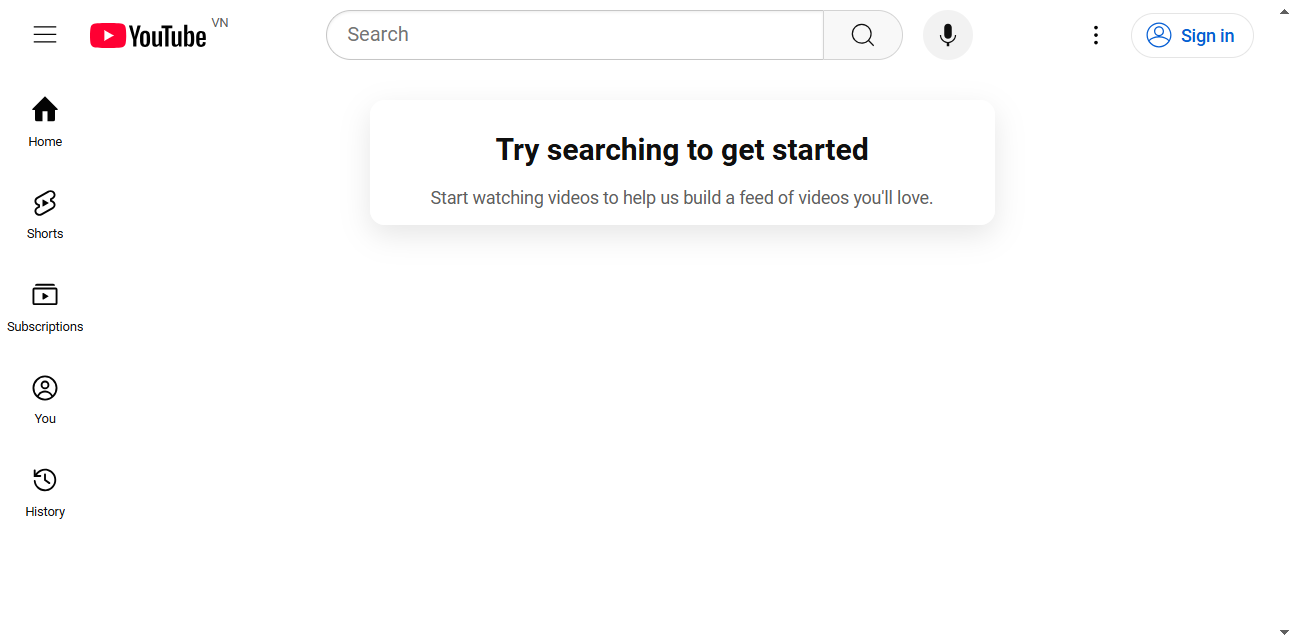 YouTube VN
Search
Sign in
Home
Shorts
Subscriptions
You
History
Try searching to get started
Start watching videos to help us build a feed of videos you'll love.